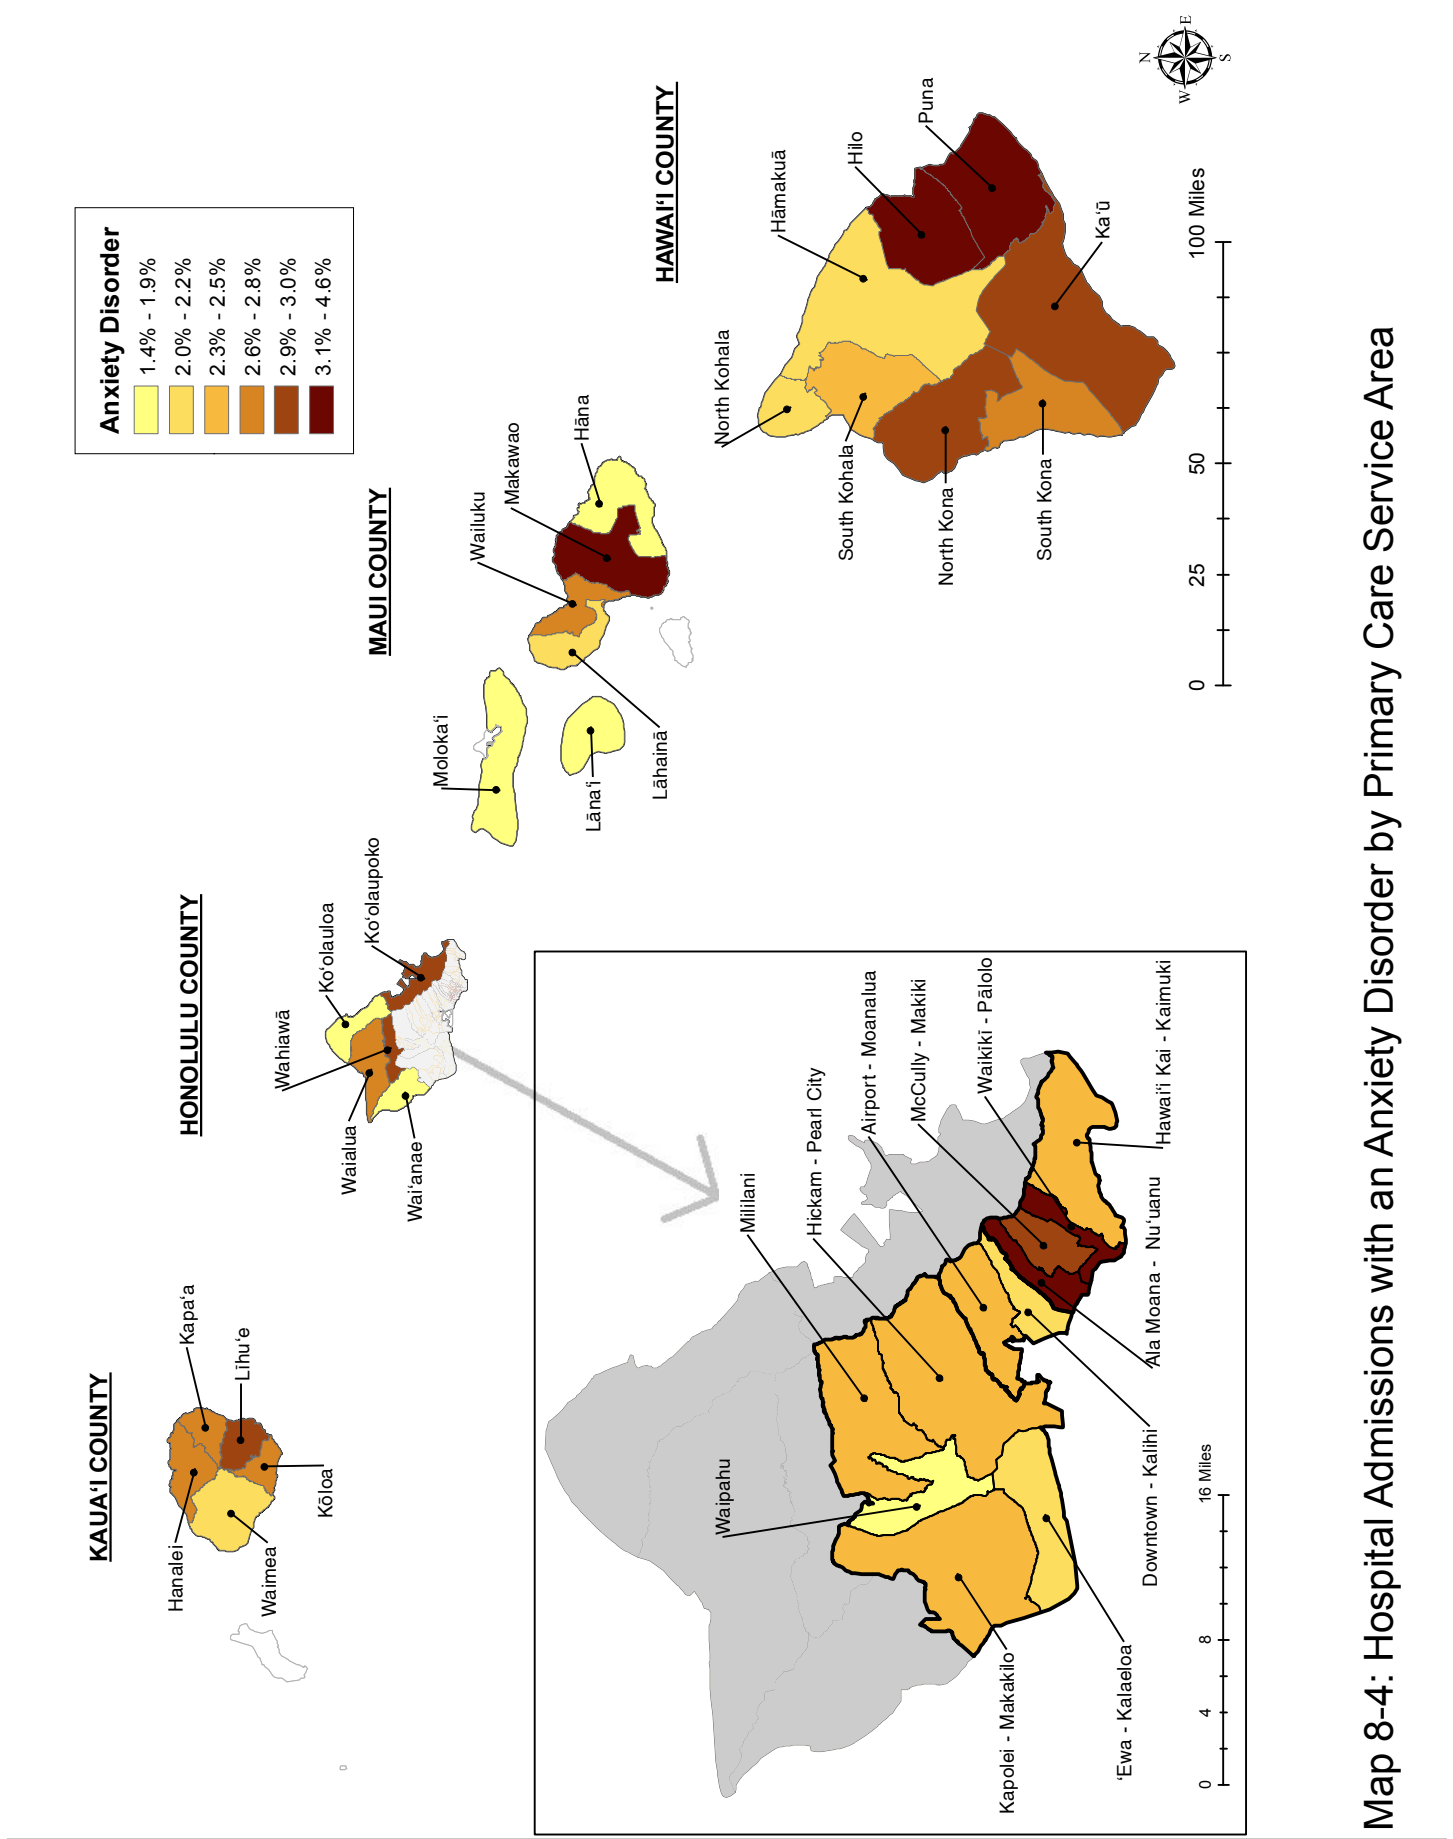 Map 8-4: Hospital Admissions with an Anxiety Disorder by Primary Care Service Area
Anxiety Disorder
1.4% - 1.9%
2.0% - 2.2%
2.3% - 2.5%
2.6% - 2.8%
2.9% - 3.0%
3.1% - 4.6%
KAUAʻI COUNTY
Hanalei
Kapaʻa
Līhuʻe
Waimea
Kōloa
HONOLULU COUNTY
Wahiawā
Koʻolauloa
Koʻolaupoko
Waialua
Waiʻanae
MAUI COUNTY
Molokaʻi
Wailuku
Makawao
Hāna
Lānaʻi
Lāhainā
HAWAIʻI COUNTY
North Kohala
Hāmakuā
Hilo
Puna
South Kohala
North Kona
South Kona
Kaʻū
0
25
50
100 Miles
N
W
E
S
Waipahu
Mililani
Hickam - Pearl City
Airport - Moanalua
McCully - Makiki
Waikiki - Pālolo
Kapolei - Makakilo
ʻEwa - Kalaeloa
Downtown - Kalihi
Ala Moana - Nuʻuanu
Hawaiʻi Kai - Kaimuki
0
4
8
16 Miles